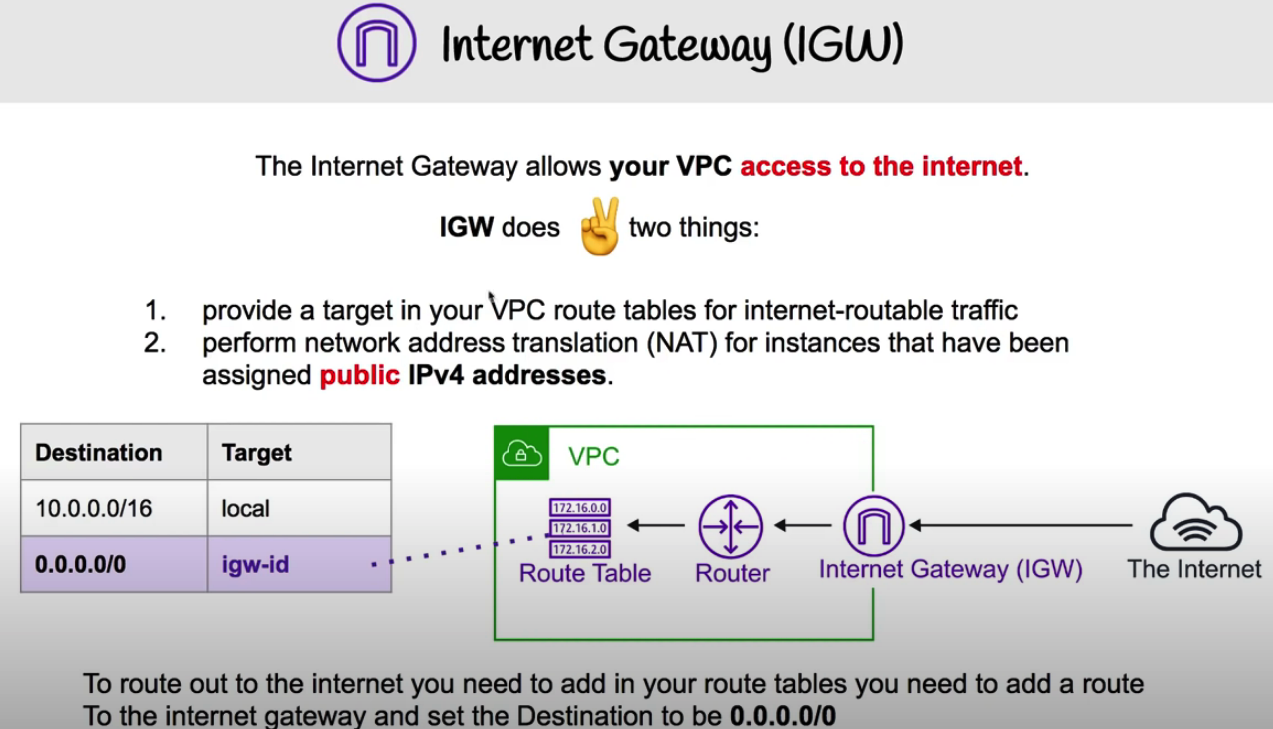 Internet Gateway (IGW)
The Internet Gateway allows your VPC access to the internet.
IGW does ✌️ two things:
1. provide a target in your VPC route tables for internet-routable traffic
2. perform network address translation (NAT) for instances that have been
assigned public IPv4 addresses.
Destination Target
10.0.0.0/16 local
0.0.0.0/0 igw-id
VPC
172.16.0.0
172.16.1.0
172.16.2.0
Route Table
Router
Internet Gateway (IGW)
The Internet
To route out to the internet you need to add in your route tables you need to add a route
To the internet gateway and set the Destination to be 0.0.0.0/0